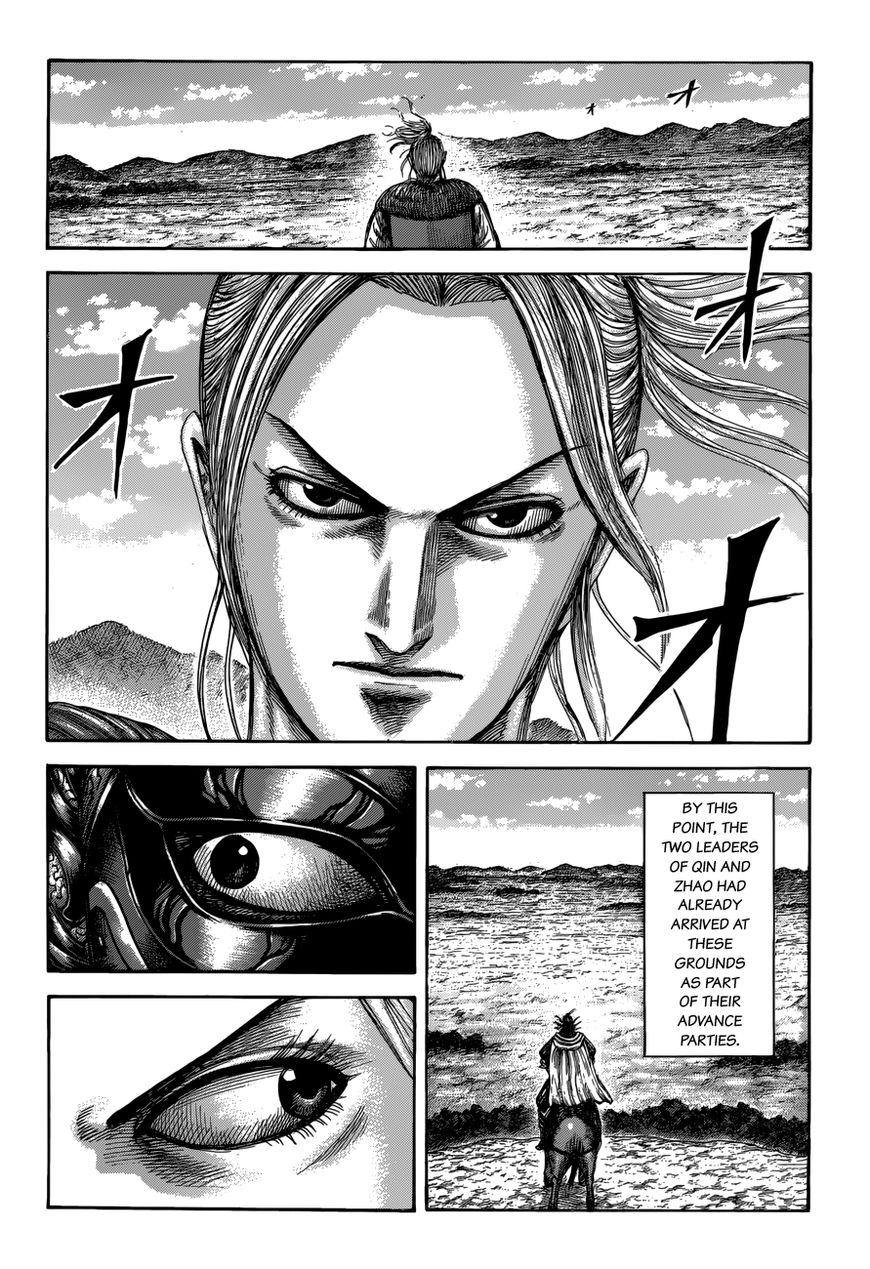 オ
オ
オ
BY THIS
POINT, THE
TWO LEADERS
OF QIN AND
ZHAO HAD
ALREADY
ARRIVED AT
THESE
GROUNDS
AS PART
OF THEIR
ADVANCE
PARTIES.